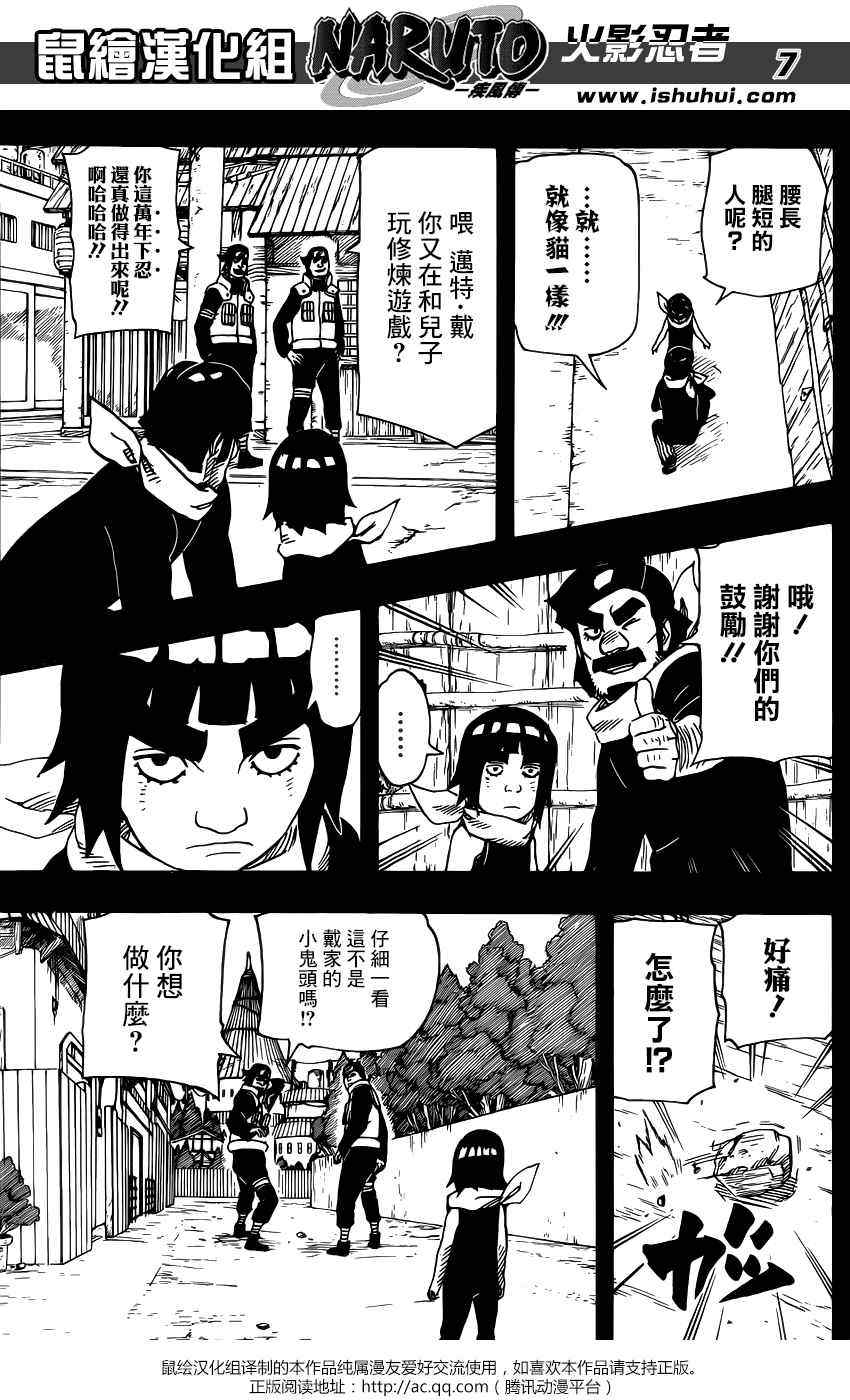 鼠繪漢化組
NARUTO
-疾風傳-
火影忍者
7
www.ishuhui.com
腰長
腿短的
人呢？
…就……
就像貓一樣!!!
喂 邁特·戴
你又在和兒子
玩修煉遊戲？
你這萬年下忍
還真做得出來呢!!
啊哈哈哈!!
哦！
謝謝你們的
鼓勵!!
……
………
好痛！
怎麼了!?
ガッ
仔細一看
這不是
戴家的
小鬼頭嗎!?
你想
做什麼？
鼠绘汉化组译制的本作品纯属漫友爱好交流使用，如喜欢本作品请支持正版。
正版阅读地址：http://ac.qq.com（腾讯动漫平台）